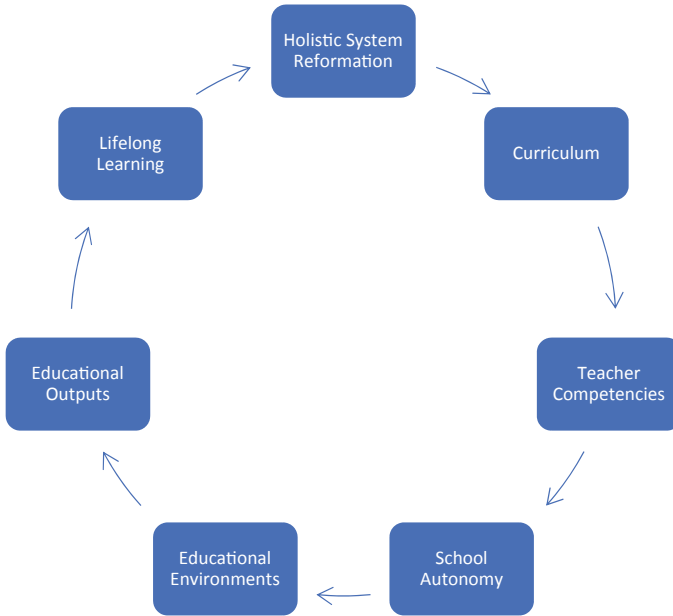 Holistic System
Reformation
Curriculum
Teacher
Competencies
School
Autonomy
Educational
Environments
Educational
Outputs
Lifelong
Learning